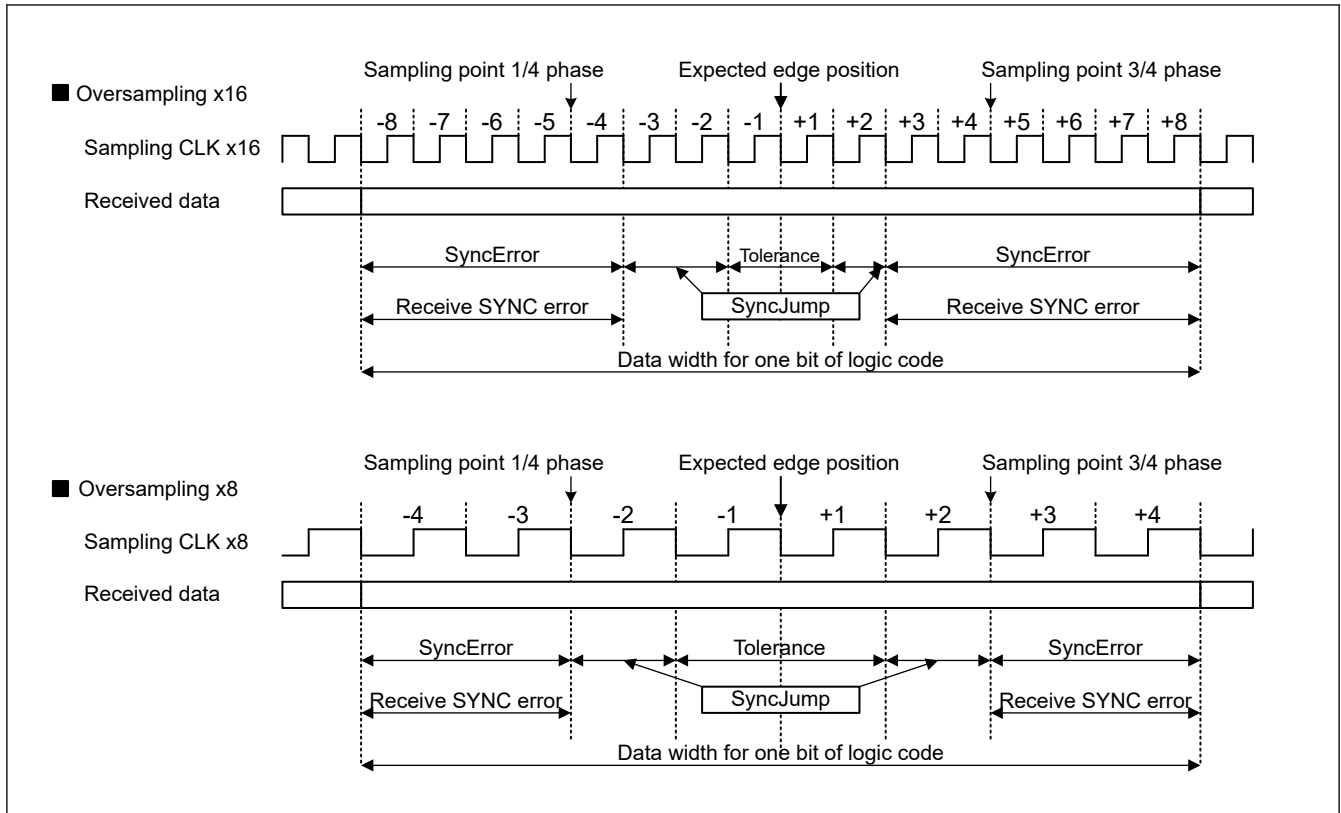 Sampling point 1/4 phase Expected edge position Sampling point 3/4 phase
■ Oversampling x16
-8 -7 -6 -5 -4 -3 -2 -1 +1 +2 +3 +4 +5 +6 +7 +8
Sampling CLK x16
Received data
SyncError Tolerance SyncError
Receive SYNC error SyncJump Receive SYNC error
Data width for one bit of logic code
Sampling point 1/4 phase Expected edge position Sampling point 3/4 phase
■ Oversampling x8
-4 -3 -2 -1 +1 +2 +3 +4
Sampling CLK x8
Received data
SyncError Tolerance SyncError
Receive SYNC error SyncJump Receive SYNC error
Data width for one bit of logic code